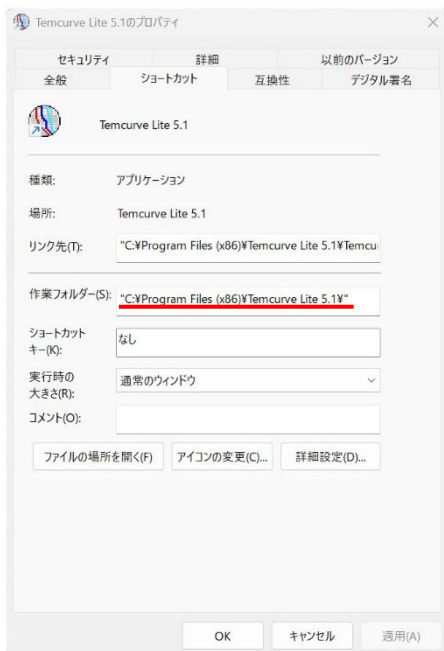 Temcurve Lite 5.1のプロパティ
セキュリティ 詳細 以前のバージョン
全般 ショートカット 互換性 デジタル署名
Temcurve Lite 5.1
種類: アプリケーション
場所: Temcurve Lite 5.1
リンク先(T): "C:¥Program Files (x86)¥Temcurve Lite 5.1¥Temcu
作業フォルダー(S): "C:¥Program Files (x86)¥Temcurve Lite 5.1¥"
ショートカット
キー(K): なし
実行時の
大きさ(R): 通常のウィンドウ
コメント(O):
ファイルの場所を開く(F) アイコンの変更(C)... 詳細設定(D)...
OK キャンセル 適用(A)